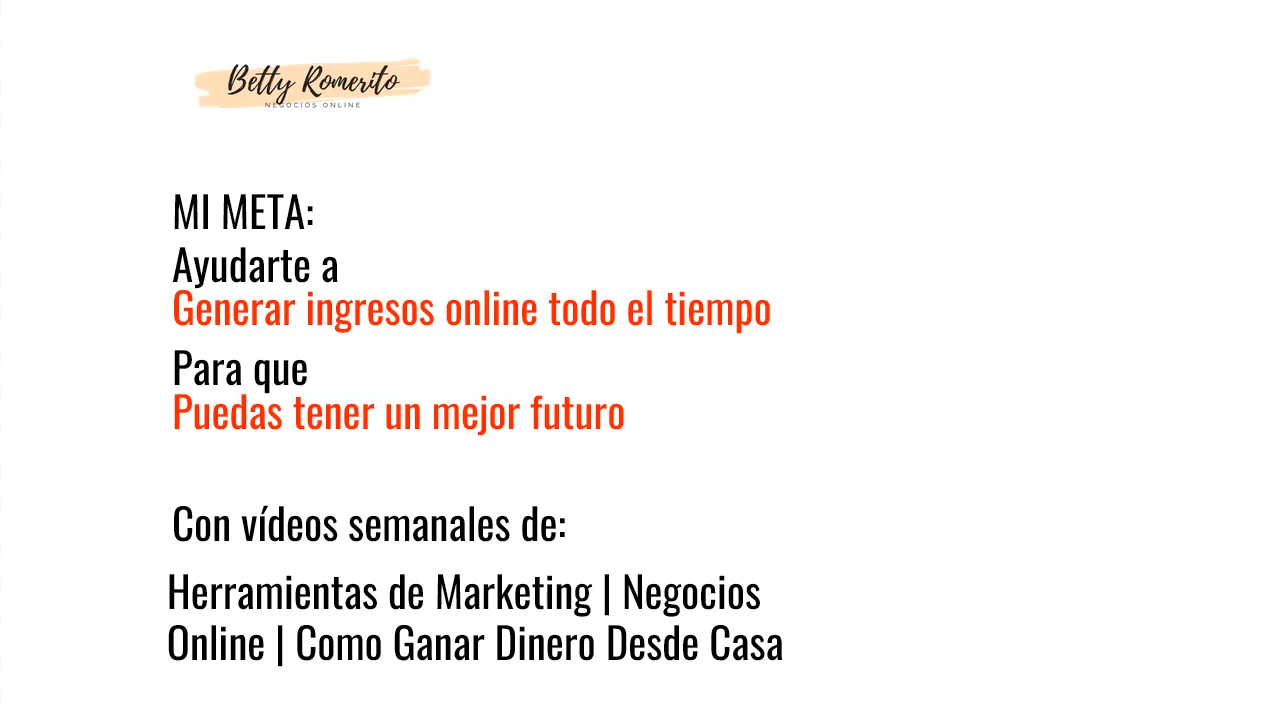 Betty Romerito
NEGOCIOS ONLINE
MI META:
Ayudarte a
Generar ingresos online todo el tiempo
Para que
Puedas tener un mejor futuro
Con vídeos semanales de:
Herramientas de Marketing | Negocios
Online | Como Ganar Dinero Desde Casa